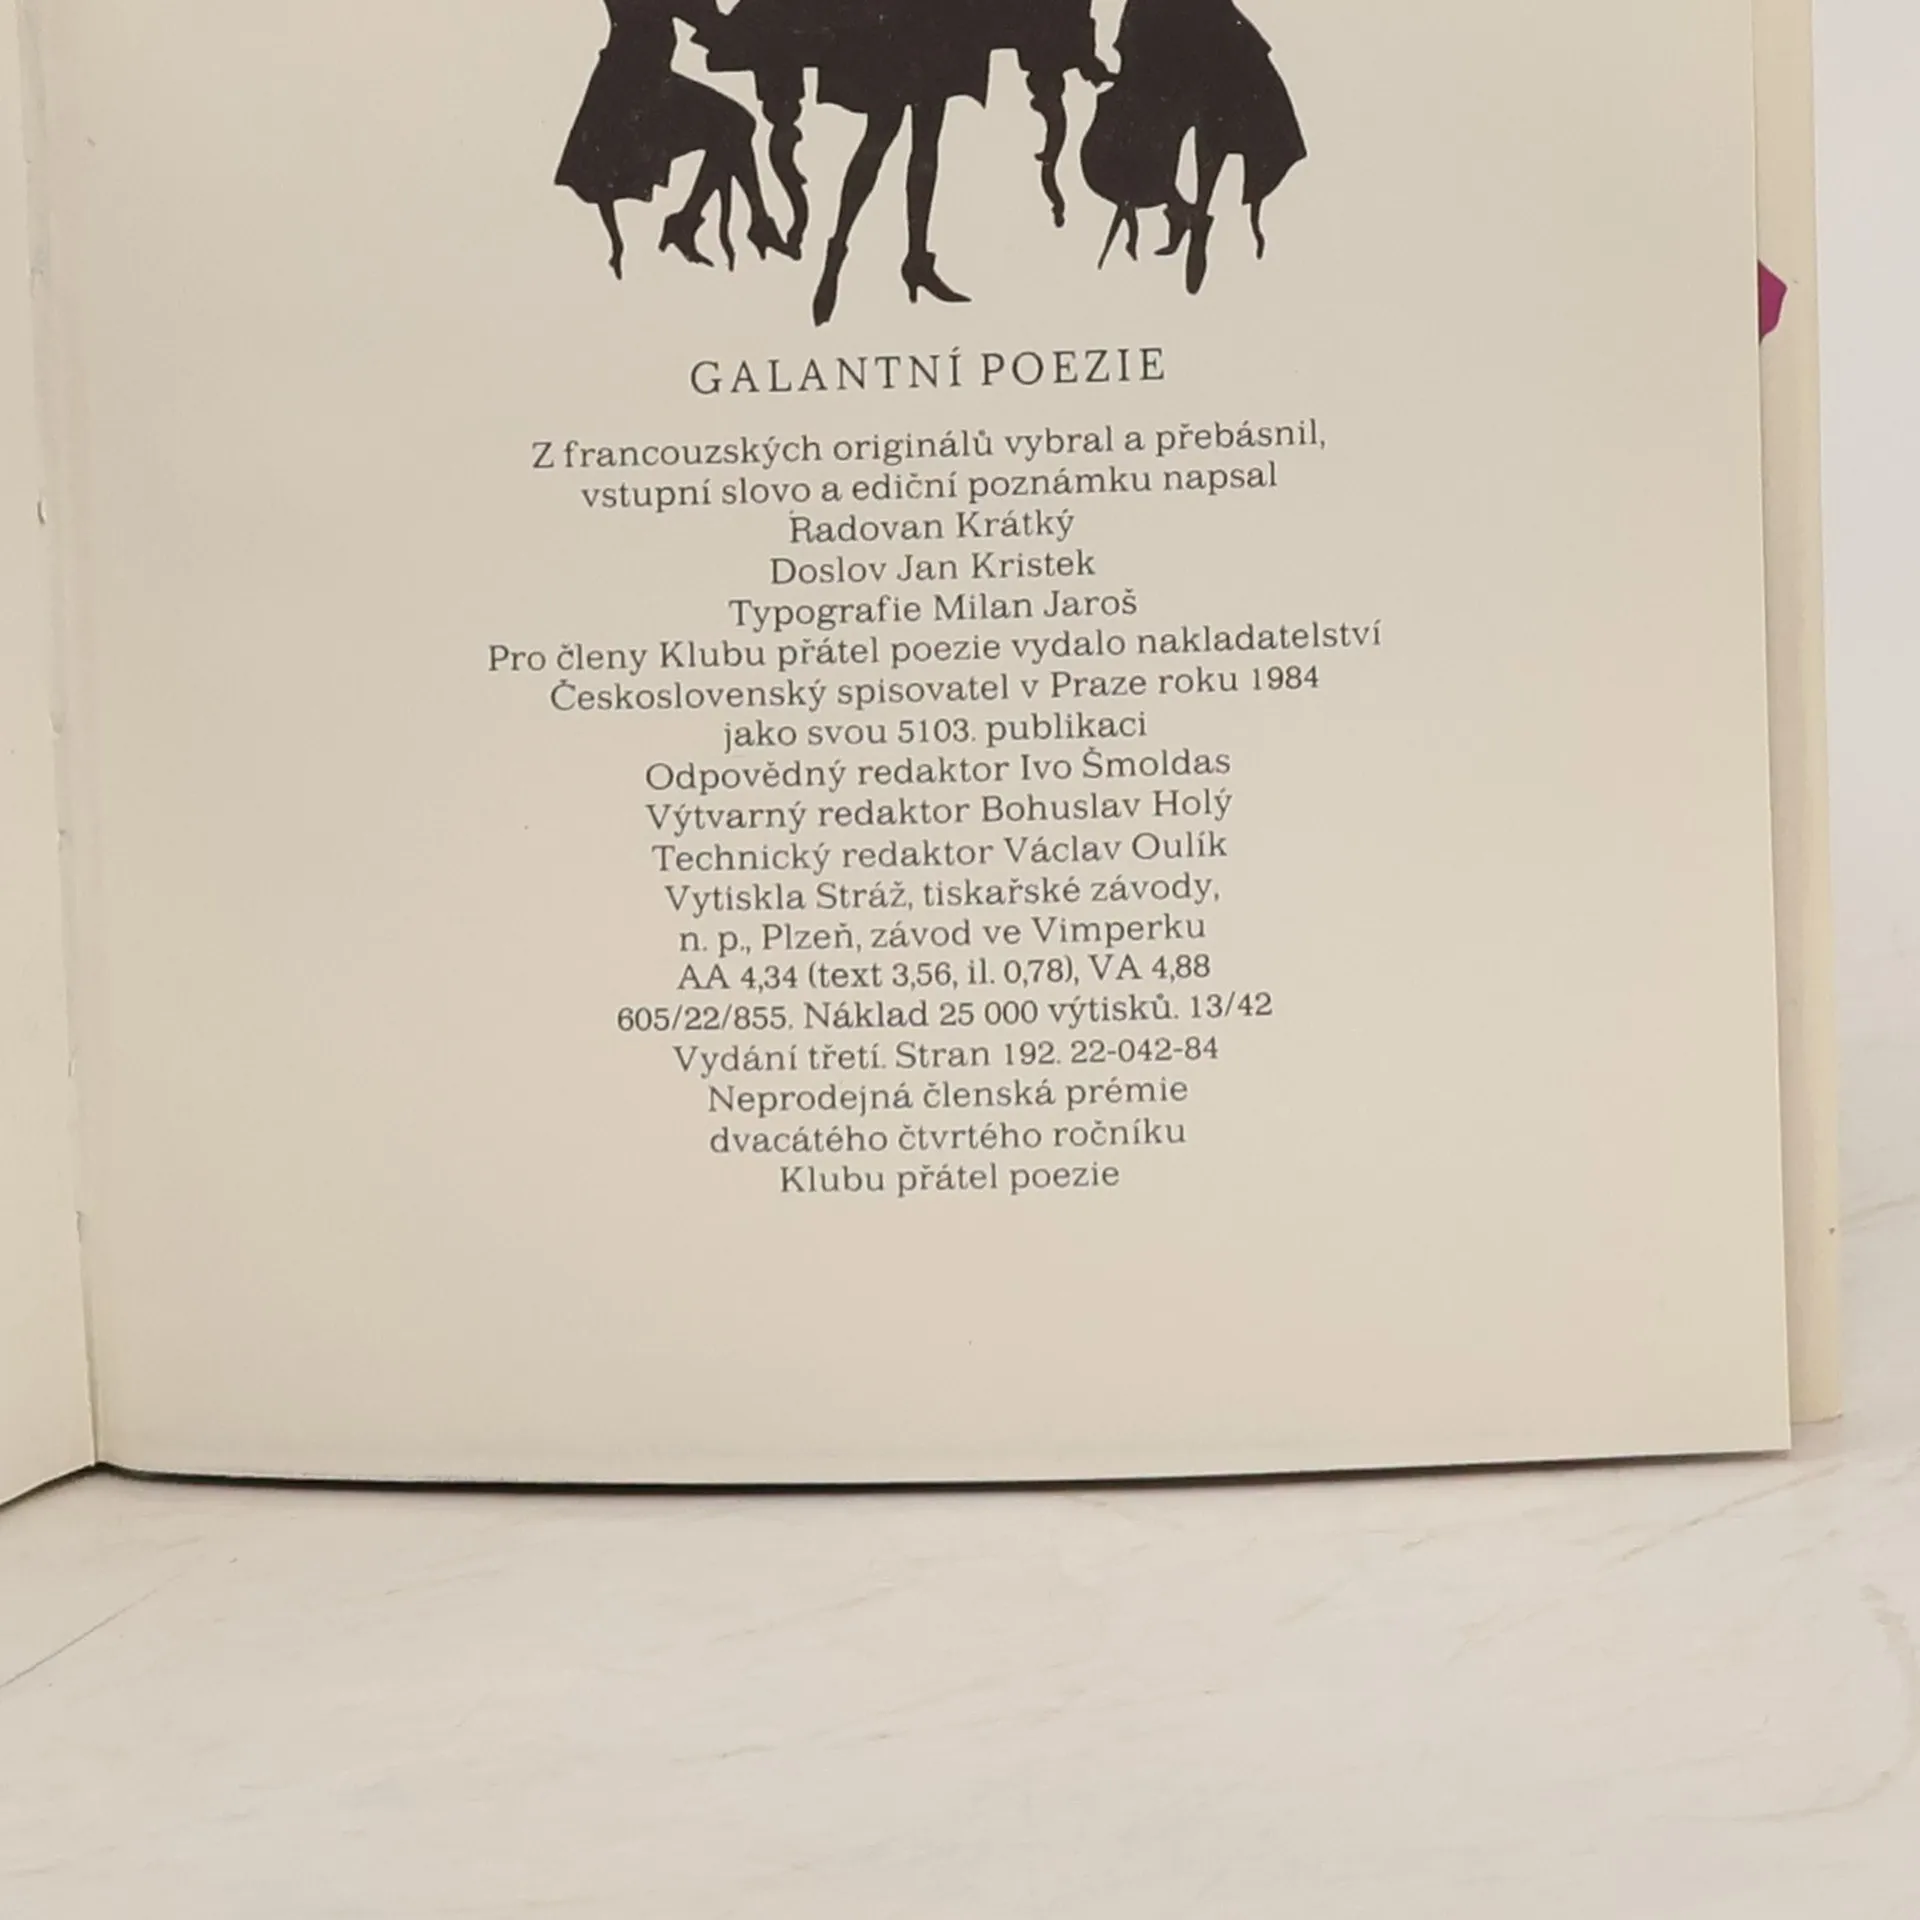 GALANTNÍ POEZIE
Z francouzských originálů vybral a přebásnil,
vstupní slovo a ediční poznámku napsal
Radovan Krátký
Doslov Jan Kristek
Typografie Milan Jaroš
Pro členy Klubu přátel poezie vydalo nakladatelství
Československý spisovatel v Praze roku 1984
jako svou 5103. publikaci
Odpovědný redaktor Ivo Šmoldas
Výtvarný redaktor Bohuslav Holý
Technický redaktor Václav Oulík
Vytiskla Stráž, tiskařské závody,
n. p., Plzeň, závod ve Vimperku
AA 4,34 (text 3,56, il. 0,78), VA 4,88
605/22/855. Náklad 25 000 výtisků. 13/42
Vydání třetí. Stran 192. 22-042-84
Neprodejná členská prémie
dvacátého čtvrtého ročníku
Klubu přátel poezie